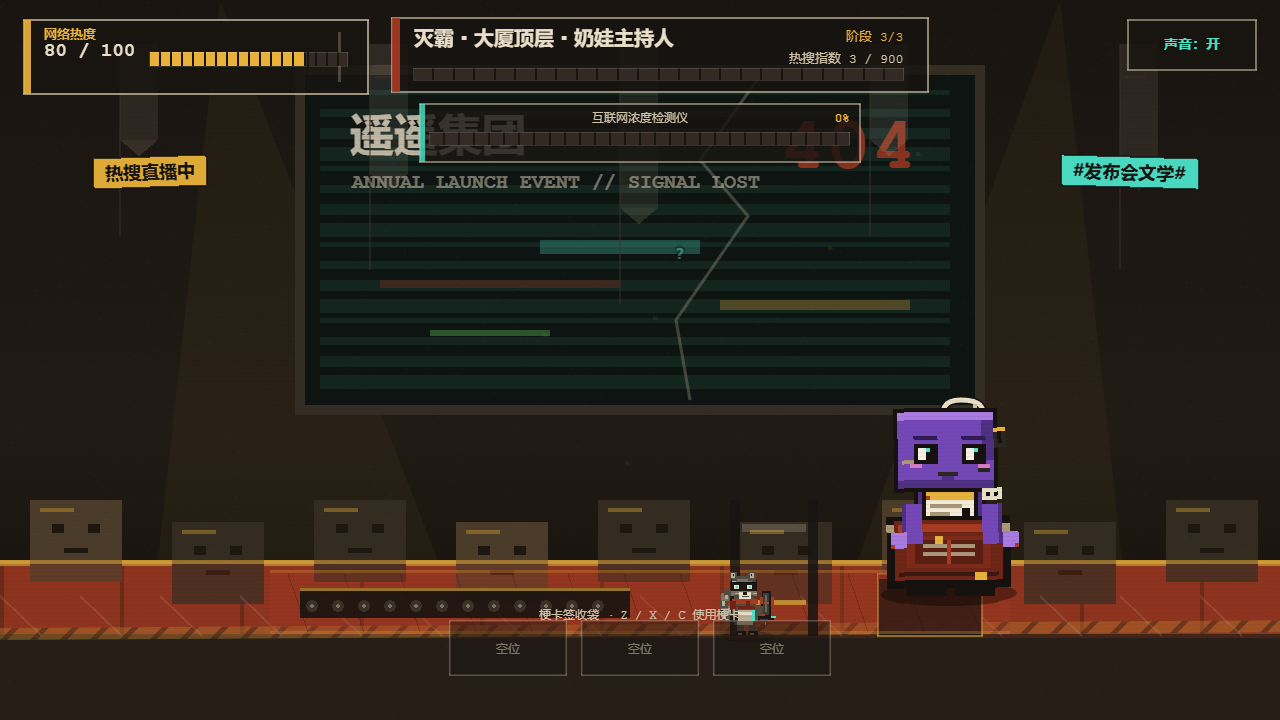 网络热度
80 / 100
灭霸·大厦顶层·奶娃主持人
阶段 3/3
热搜指数 3 / 900
声音: 开
互联网浓度检测仪
0%
遥遥集团
404
ANNUAL LAUNCH EVENT // SIGNAL LOST
热搜直播中
#发布会文学#
?
梗卡签收袋 · Z / X / C 使用梗卡
空位
空位
空位